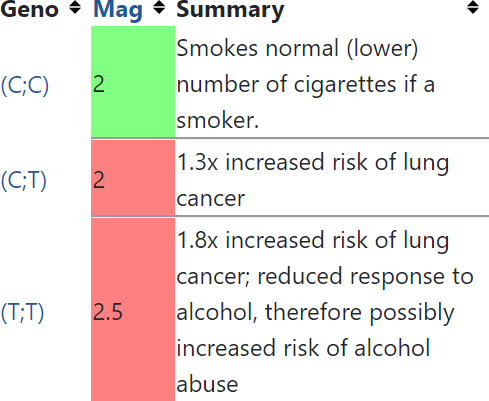 Geno Mag Summary
(C;C) 2 Smokes normal (lower)
number of cigarettes if a
smoker.
(C;T) 2 1.3x increased risk of lung
cancer
(T;T) 2.5 1.8x increased risk of lung
cancer; reduced response to
alcohol, therefore possibly
increased risk of alcohol
abuse